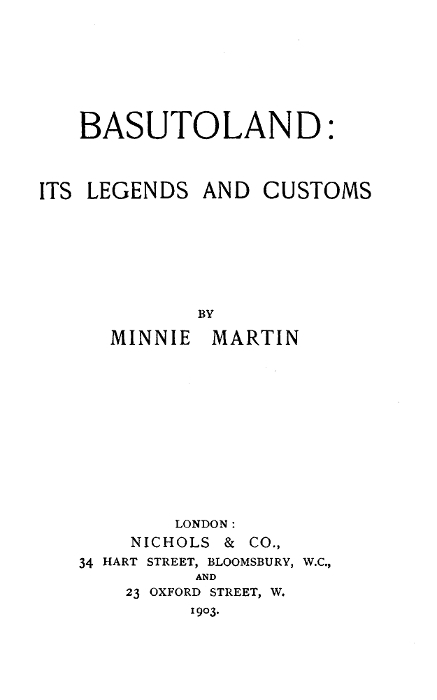 BASUTOLAND:
ITS LEGENDS AND CUSTOMS
BY
MINNIE MARTIN
LONDON:
NICHOLS & CO.,
34 HART STREET, BLOOMSBURY, W.C.,
AND
23 OXFORD STREET, W.
1903.